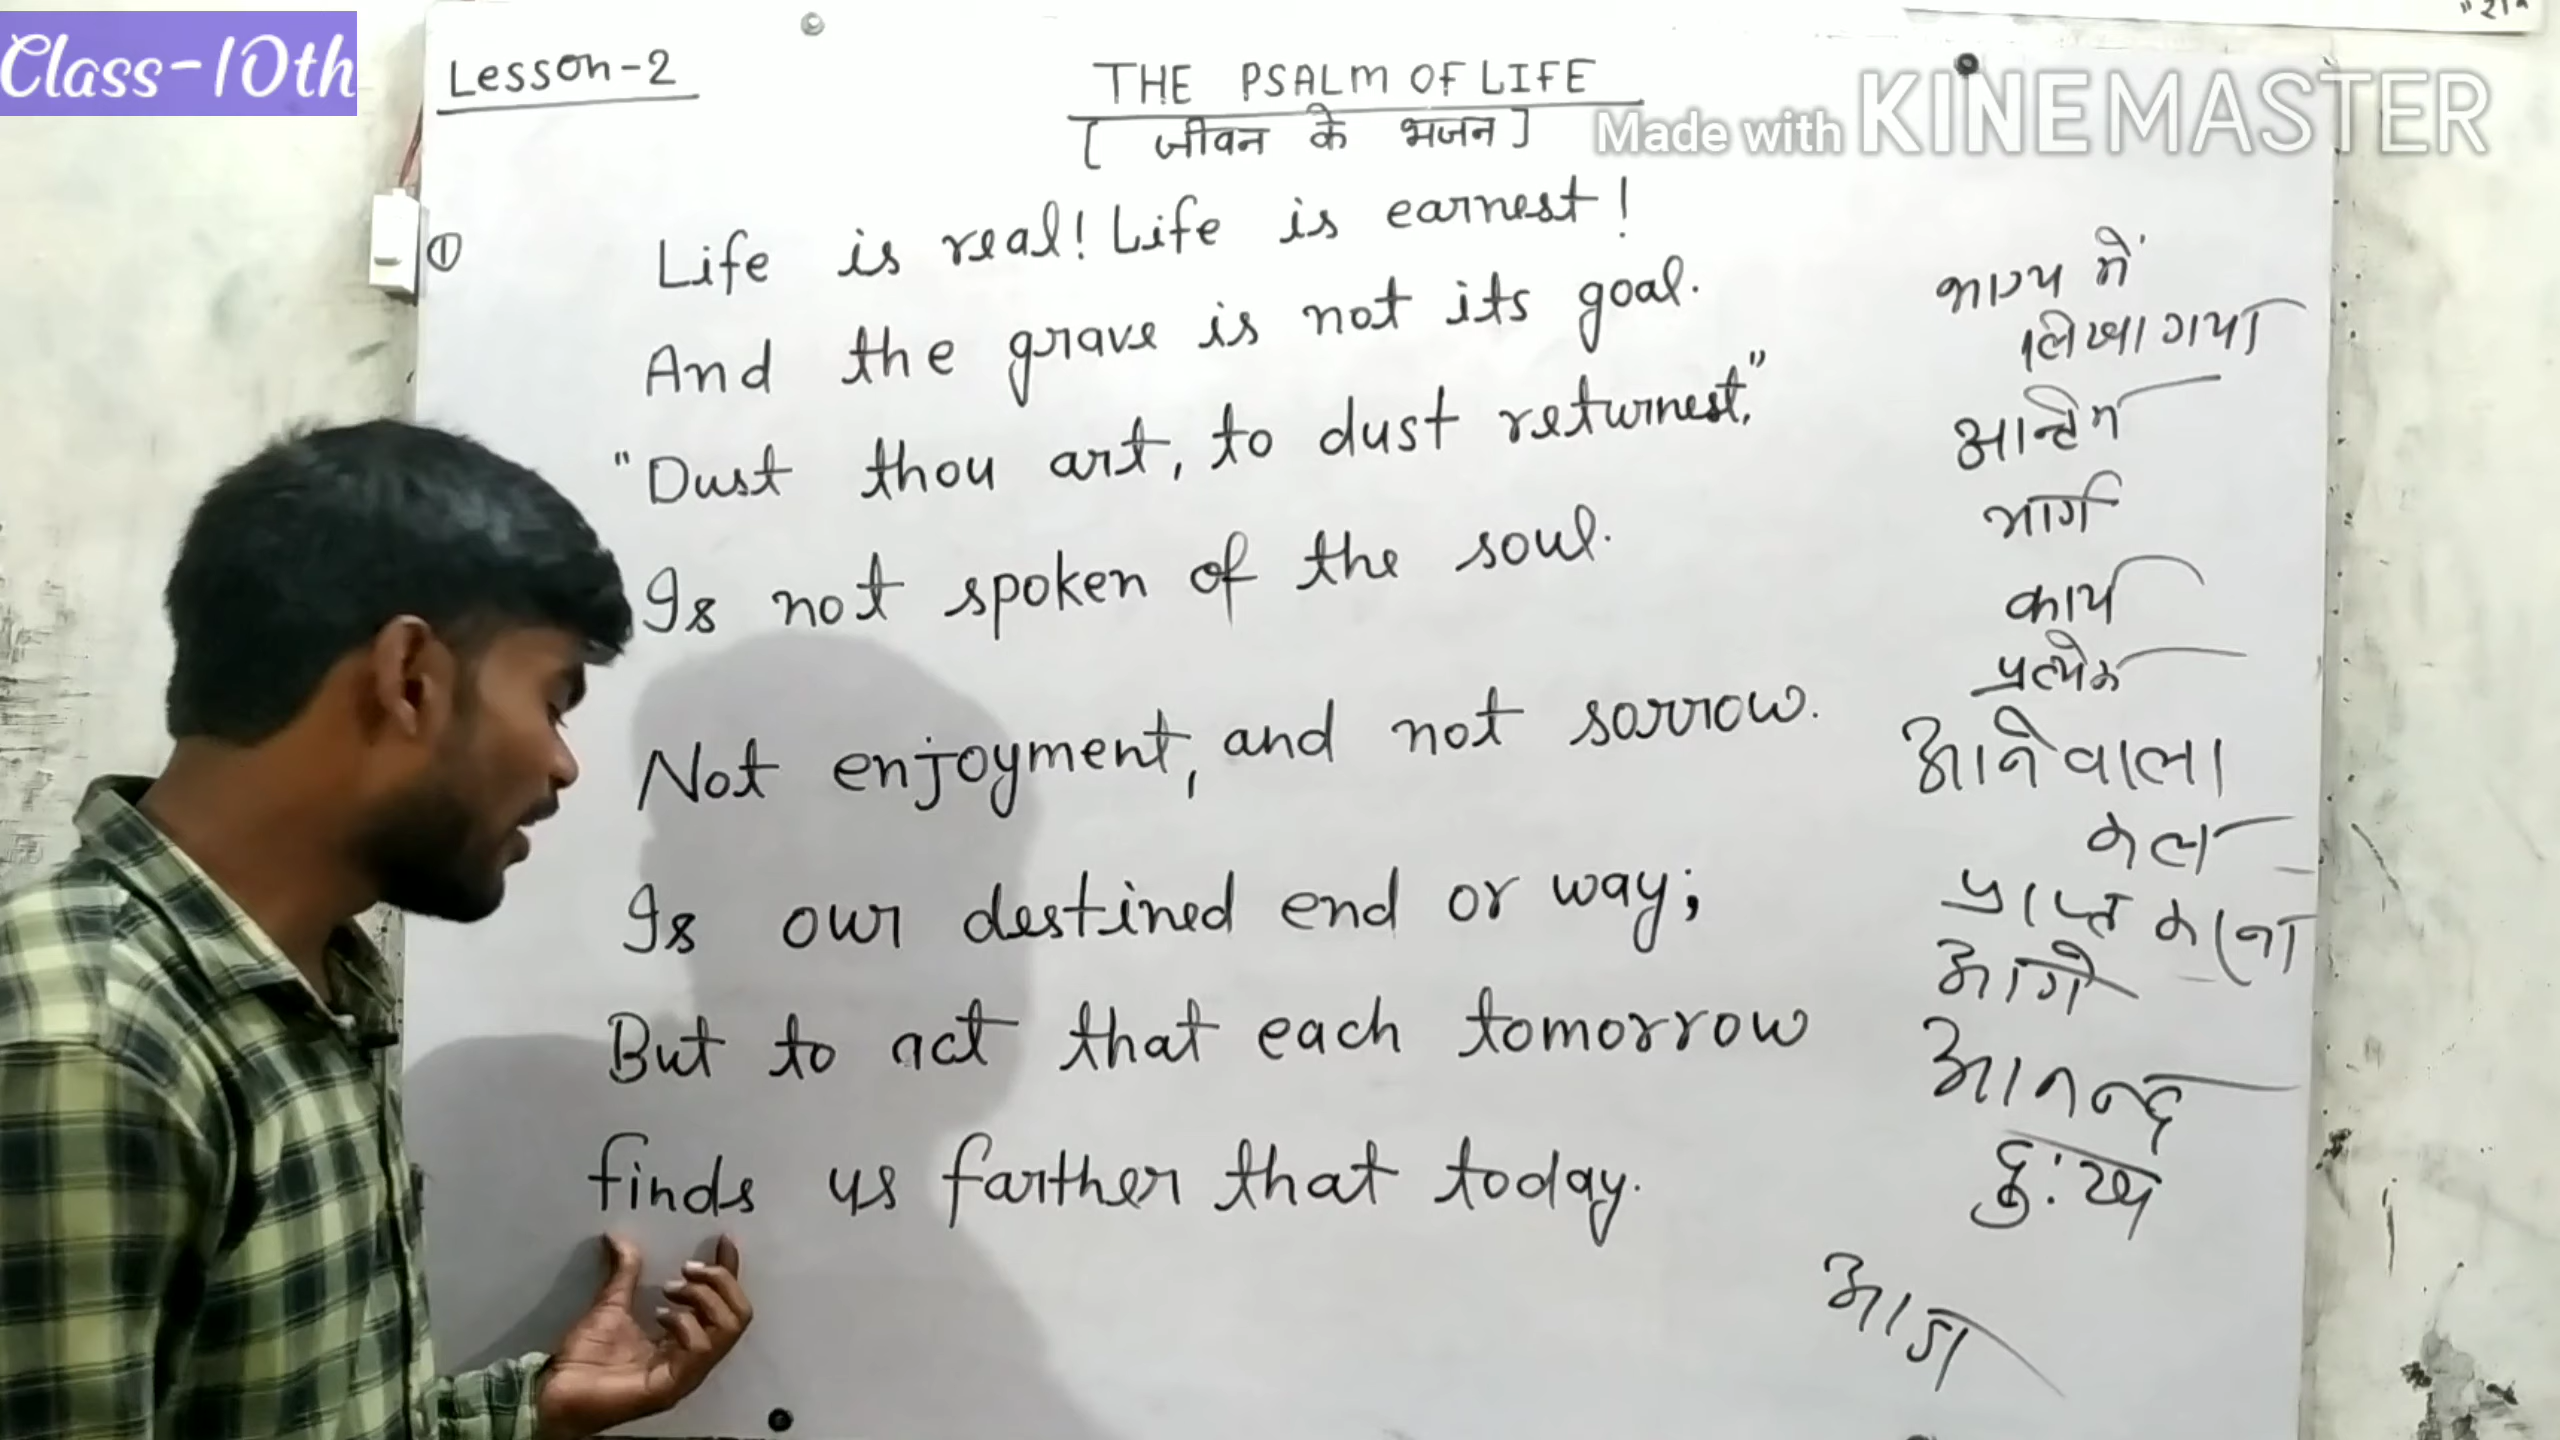 Class-10th
Lesson-2
THE PSALM OF LIFE
[ जीवन के भजन ]
Made with KINEMASTER
① Life is real! Life is earnest!
And the grave is not its goal.
"Dust thou art, to dust returnest,"
Is not spoken of the soul.
Not enjoyment, and not sorrow.
Is our destined end or way;
But to act that each tomorrow
finds us farther that today.
भाग्य में
लिखा गया
अन्तिम
मार्ग
कार्य
प्रत्येक
आने वाला
कल
प्राप्त करना
आगे
आनन्द
दु:ख
आज